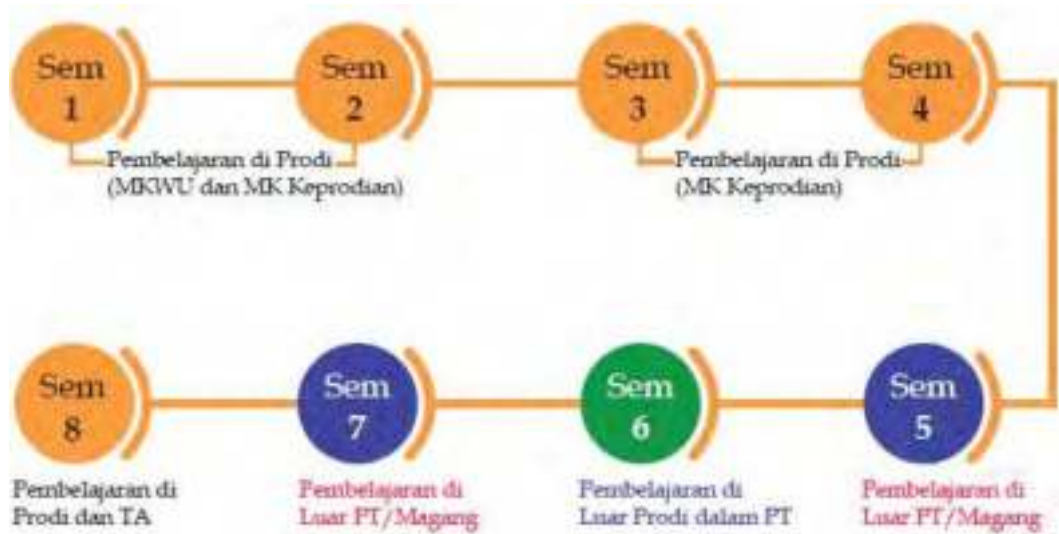 Sem
1
Sem
2
Sem
3
Sem
4
Pembelajaran di Prodi
(MKWU dan MK Keprodian)
Pembelajaran di Prodi
(MK Keprodian)
Sem
8
Sem
7
Sem
6
Sem
5
Pembelajaran di
Prodi dan TA
Pembelajaran di
Luar PT/Magang
Pembelajaran di
Luar Prodi dalam PT
Pembelajaran di
Luar PT/Magang